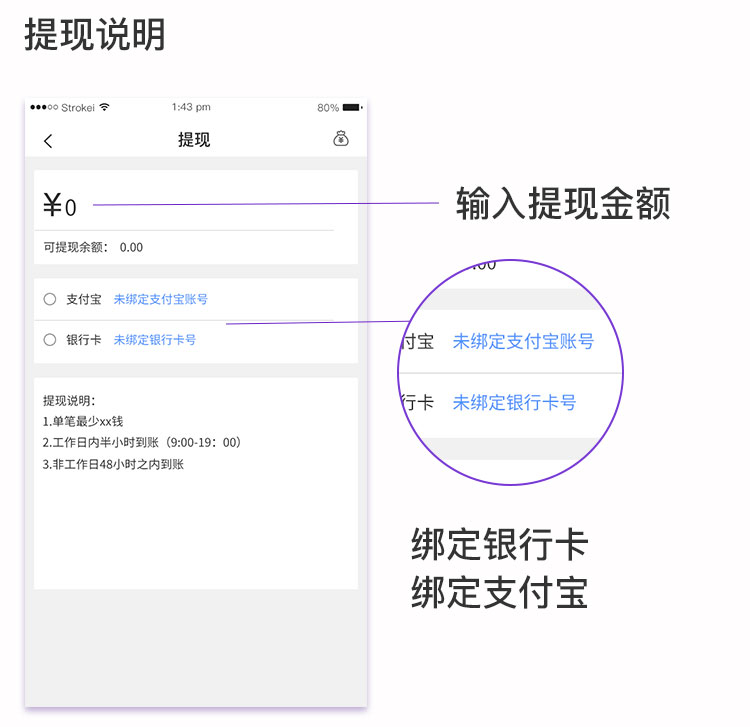 提现说明
Strokei 1:43 pm 80%
提现
¥0
输入提现金额
可提现余额： 0.00
支付宝 未绑定支付宝账号
银行卡 未绑定银行卡号
.00
付宝 未绑定支付宝账号
行卡 未绑定银行卡号
提现说明：
1.单笔最少xx钱
2.工作日内半小时到账（9:00-19：00）
3.非工作日48小时之内到账
绑定银行卡
绑定支付宝